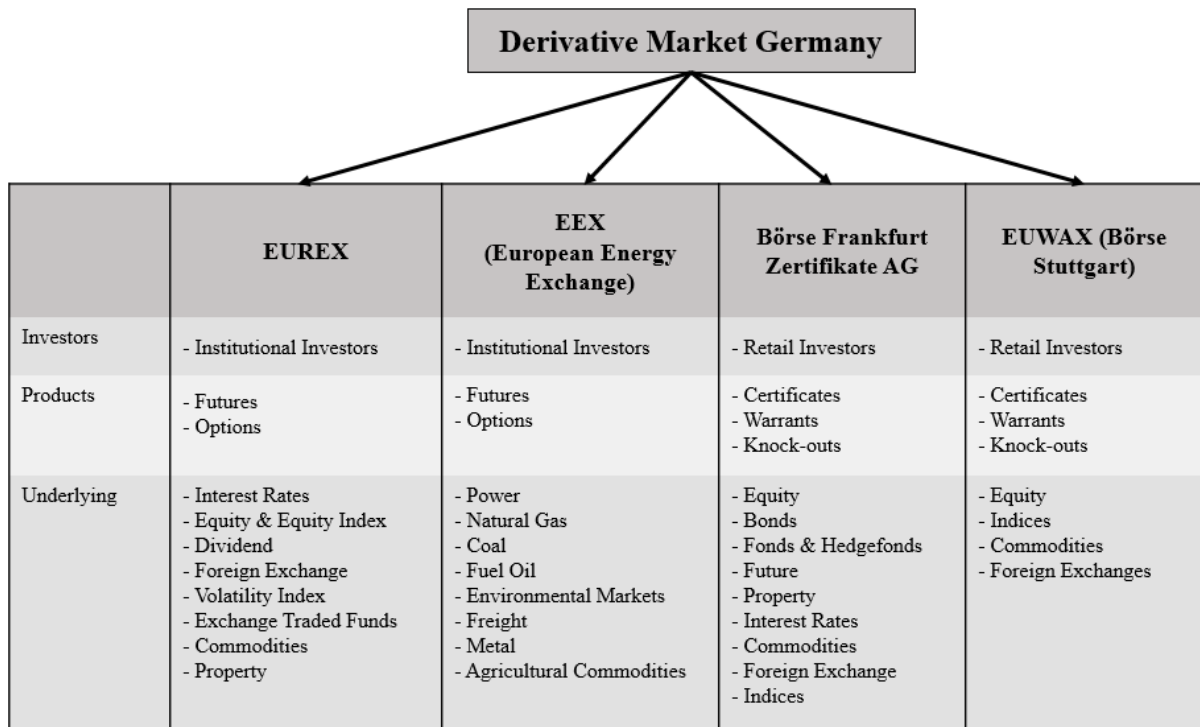 Derivative Market Germany
EUREX
EEX
(European Energy
Exchange)
Börse Frankfurt
Zertifikate AG
EUWAX (Börse
Stuttgart)
Investors
- Institutional Investors
- Institutional Investors
- Retail Investors
- Retail Investors
Products
- Futures
- Options
- Futures
- Options
- Certificates
- Warrants
- Knock-outs
- Certificates
- Warrants
- Knock-outs
Underlying
- Interest Rates
- Equity & Equity Index
- Dividend
- Foreign Exchange
- Volatility Index
- Exchange Traded Funds
- Commodities
- Property
- Power
- Natural Gas
- Coal
- Fuel Oil
- Environmental Markets
- Freight
- Metal
- Agricultural Commodities
- Equity
- Bonds
- Fonds & Hedgefonds
- Future
- Property
- Interest Rates
- Commodities
- Foreign Exchange
- Indices
- Equity
- Indices
- Commodities
- Foreign Exchanges